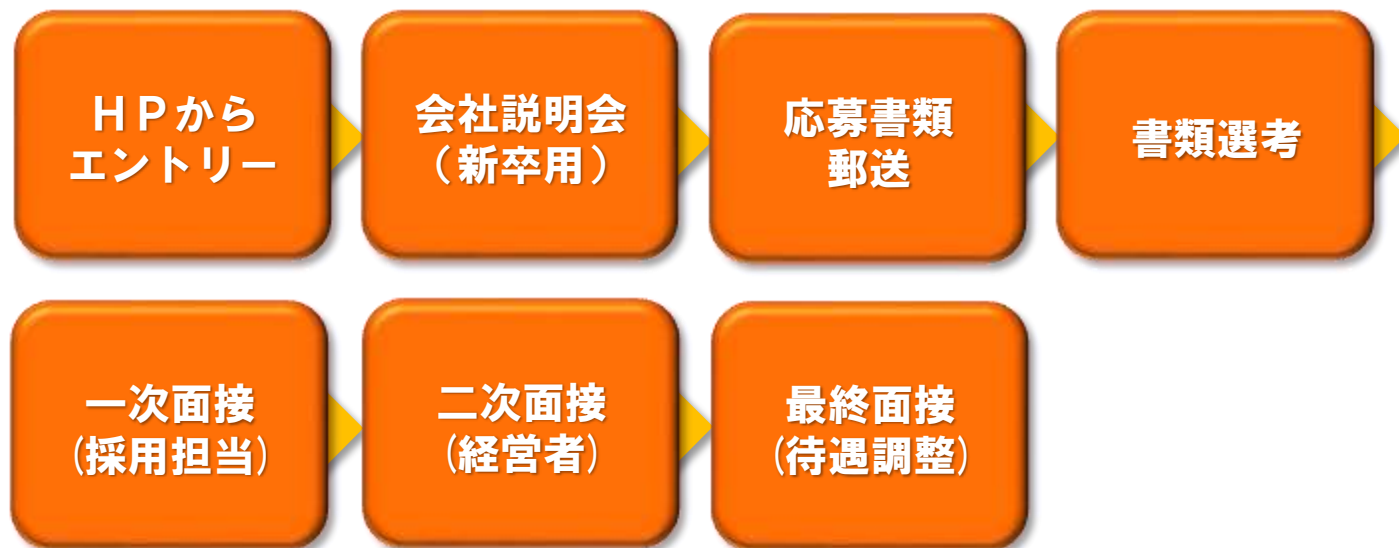 ＨＰから
エントリー
会社説明会
（新卒用）
応募書類
郵送
書類選考
一次面接
(採用担当)
二次面接
(経営者)
最終面接
(待遇調整)